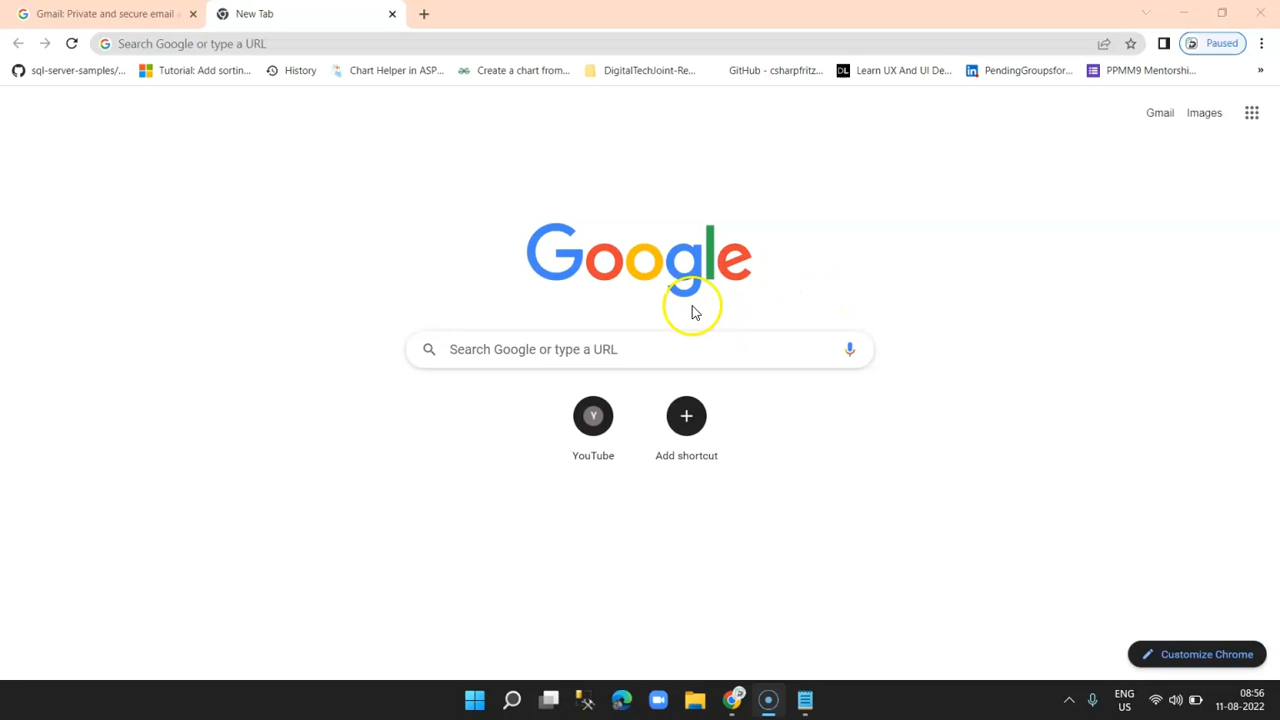 Gmail: Private and secure email a
New Tab
Search Google or type a URL
Paused
sql-server-samples/...
Tutorial: Add sortin...
History
Chart Helper in ASP...
Create a chart from...
DigitalTechJoint-Re...
GitHub - csharpfritz...
DL
Learn UX And UI De...
PendingGroupsfor...
PPMM9 Mentorshi...
»
Gmail
Images
Google
Search Google or type a URL
Y
YouTube
Add shortcut
Customize Chrome
ENG
US
08:56
11-08-2022